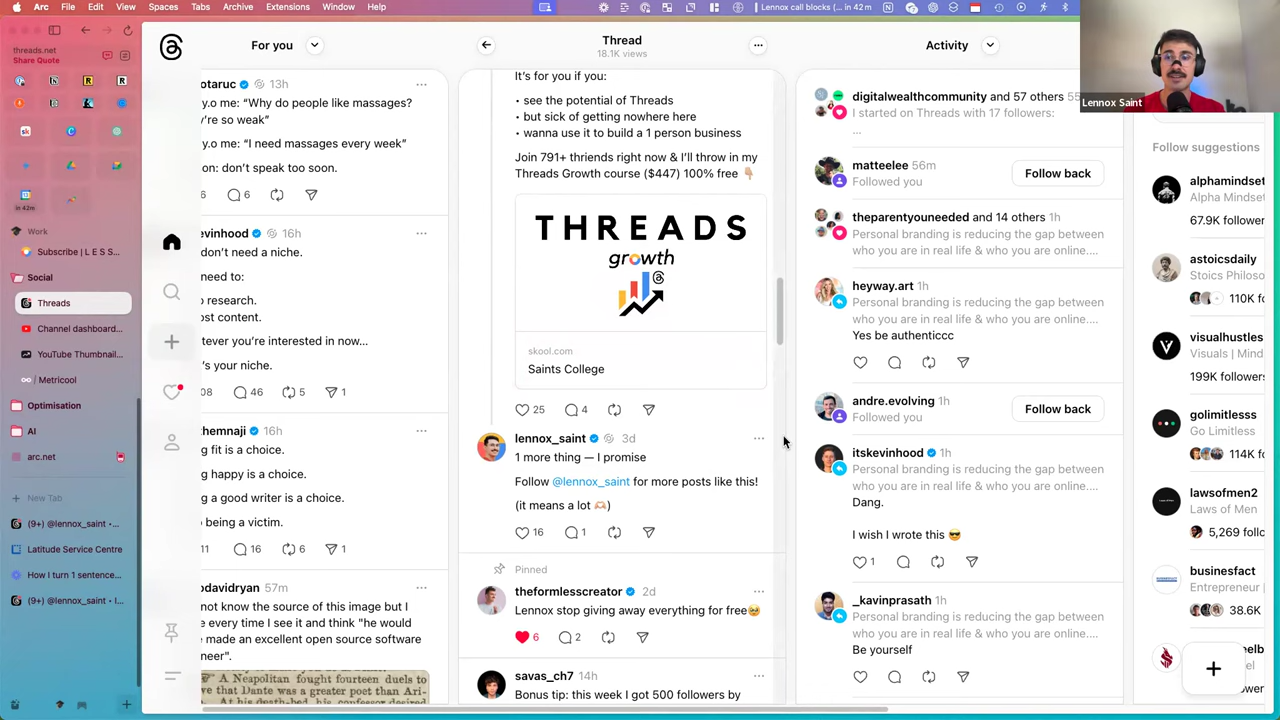 Arc
File
Edit
View
Spaces
Tabs
Archive
Extensions
Window
Help
Lennox call blocks [... in 42 m
threads.net
Share Quote
in 42m
Work
Subscribe | L E S S...
Social
Threads
Channel dashboard...
YouTube Thumbnail...
/ Metricool
Optimisation
AI
arc.net
New Tab
(9+) @lennox_saint •...
Latitude Service Centre
How I turn 1 sentence...
(9+) @lennox_saint • I...
For you
otaruc 13h
y.o me: “Why do people like massages?
y’re so weak”
y.o me: “I need massages every week”
on: don’t speak too soon.
6 6
evinhood 16h
don’t need a niche.
need to:
o research.
ost content.
tever you’re interested in now...
’s your niche.
08 46 5 1
hemnaji 16h
g fit is a choice.
g happy is a choice.
g a good writer is a choice.
being a victim.
11 16 6 1
odavidryan 57m
not know the source of this image but I
e every time I see it and think "he would
e made an excellent open source software
neer".
A Neapolitan fought fourteen duels to
ve that Dante was a greater poet than Ari-
At his death-bed, his confessor desired
Thread
18.1K views
It’s for you if you:
• see the potential of Threads
• but sick of getting nowhere here
• wanna use it to build a 1 person business
Join 791+ thriends right now & I’ll throw in my
Threads Growth course ($447) 100% free 👇🏼
THREADS
growth
skool.com
Saints College
25 4
lennox_saint 3d
1 more thing — I promise
Follow @lennox_saint for more posts like this!
(it means a lot 🫶🏼)
16 1
Pinned
theformlesscreator 2d
Lennox stop giving away everything for free🥹
6 2
savas_ch7 14h
Bonus tip: this week I got 500 followers by
Activity
digitalwealthcommunity and 57 others 55
I started on Threads with 17 followers:
...
matteelee 56m
Followed you
Follow back
theparentyouneeded and 14 others 1h
Personal branding is reducing the gap between
who you are in real life & who you are online....
heyway.art 1h
Personal branding is reducing the gap between
who you are in real life & who you are online....
Yes be authenticcc
andre.evolving 1h
Followed you
Follow back
itskevinhood 1h
Personal branding is reducing the gap between
who you are in real life & who you are online....
Dang.
I wish I wrote this 😎
1
_kavinprasath 1h
Personal branding is reducing the gap between
who you are in real life & who you are online....
Be yourself
Lennox Saint
Follow suggestions
alphamindset
Alpha Mindset
67.9K follower
astoicsdaily
Stoics Philoso
110K fo
visualhustles
Visuals | Mind
199K followers
golimitlesss
Go Limitless
114K fo
lawsofmen2
Laws of Men
5,269 follo
businesfact
Entrepreneur |
38.6K